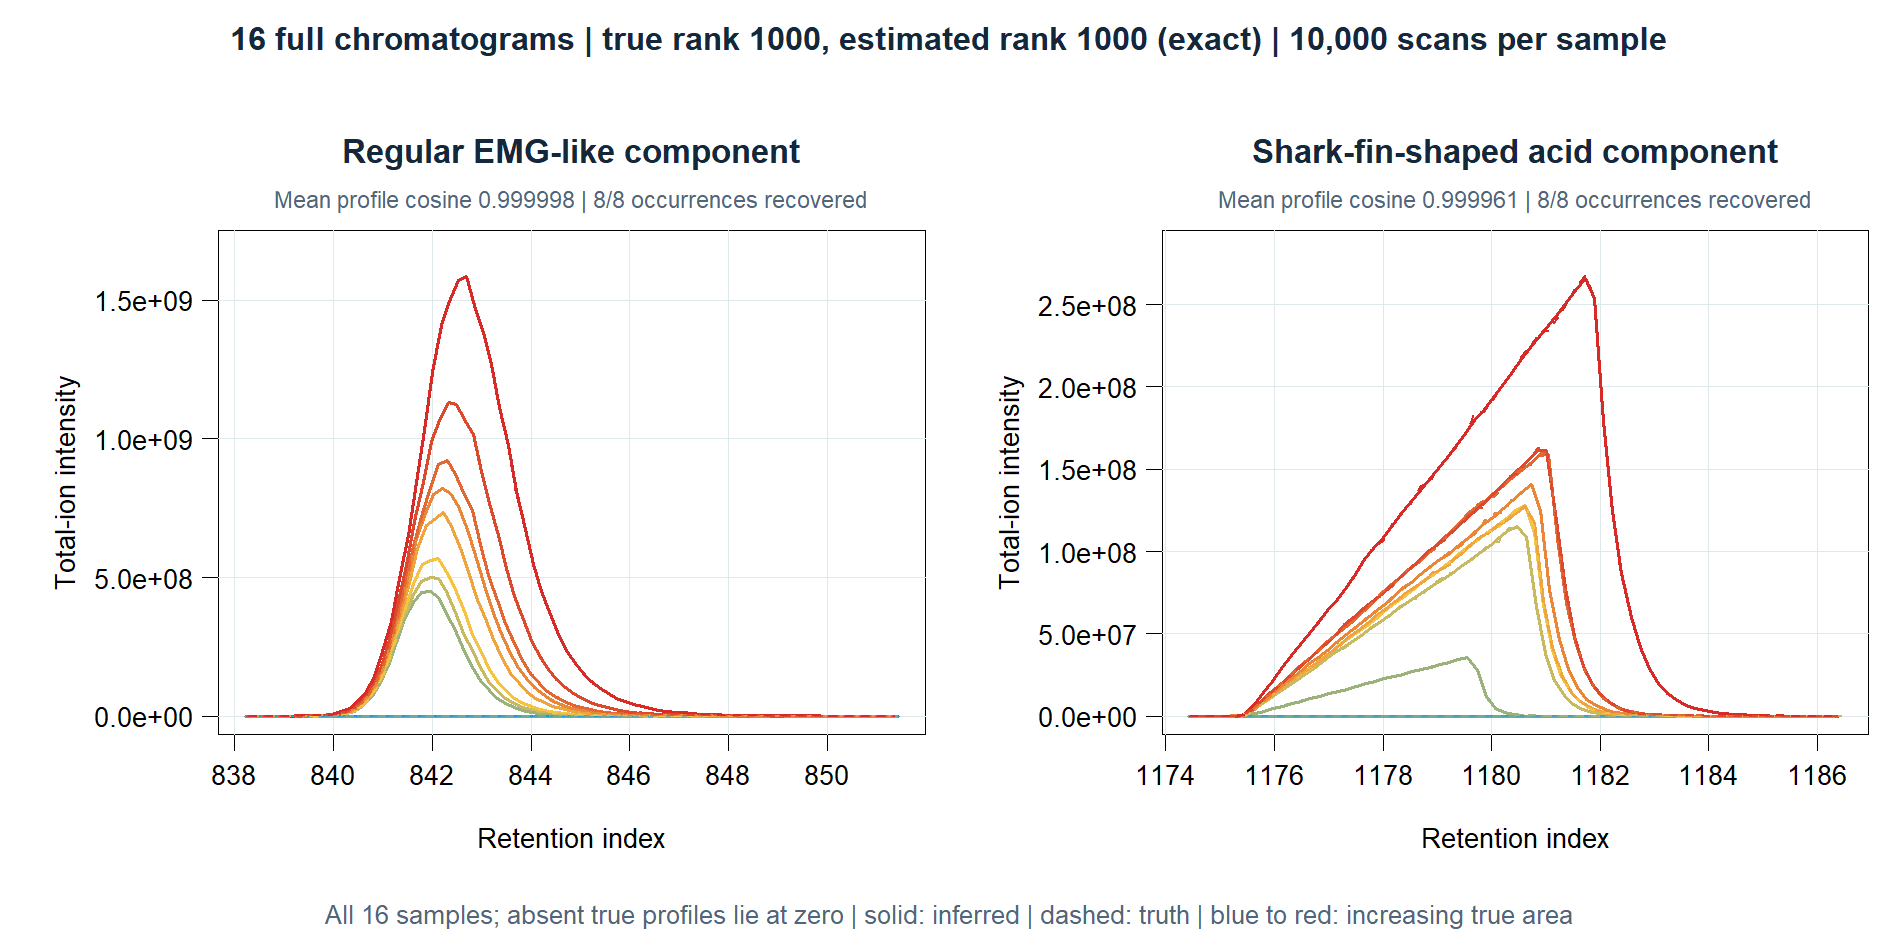 16 full chromatograms | true rank 1000, estimated rank 1000 (exact) | 10,000 scans per sample
Regular EMG-like component
Mean profile cosine 0.999998 | 8/8 occurrences recovered
Total-ion intensity
1.5e+09
1.0e+09
5.0e+08
0.0e+00
838 840 842 844 846 848 850
Retention index
Shark-fin-shaped acid component
Mean profile cosine 0.999961 | 8/8 occurrences recovered
Total-ion intensity
2.5e+08
2.0e+08
1.5e+08
1.0e+08
5.0e+07
0.0e+00
1174 1176 1178 1180 1182 1184 1186
Retention index
All 16 samples; absent true profiles lie at zero | solid: inferred | dashed: truth | blue to red: increasing true area